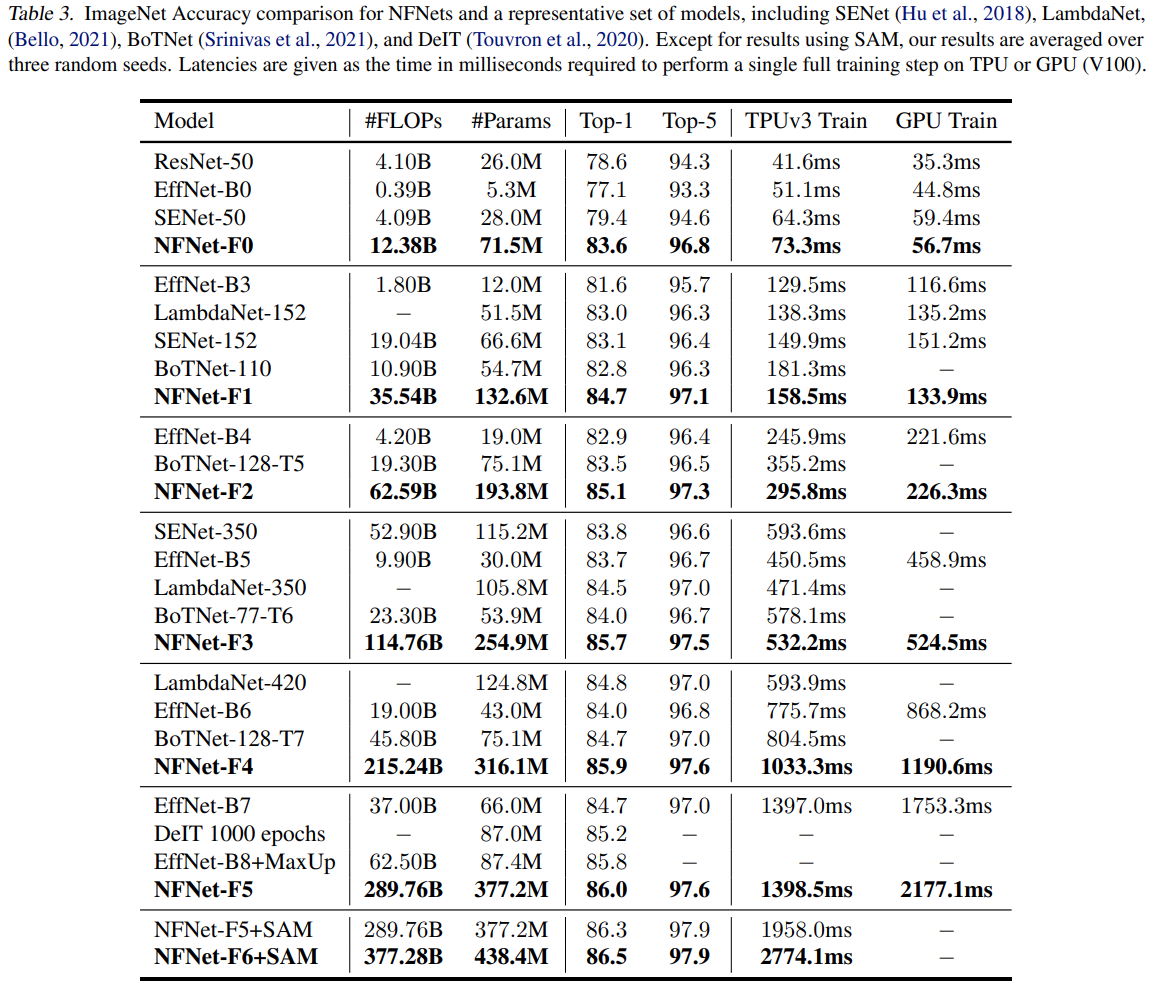 Table 3. ImageNet Accuracy comparison for NFNets and a representative set of models, including SENet (Hu et al., 2018), LambdaNet,
(Bello, 2021), BoTNet (Srinivas et al., 2021), and DeIT (Touvron et al., 2020). Except for results using SAM, our results are averaged over
three random seeds. Latencies are given as the time in milliseconds required to perform a single full training step on TPU or GPU (V100).
Model #FLOPs #Params Top-1 Top-5 TPUv3 Train GPU Train
ResNet-50 4.10B 26.0M 78.6 94.3 41.6ms 35.3ms
EffNet-B0 0.39B 5.3M 77.1 93.3 51.1ms 44.8ms
SENet-50 4.09B 28.0M 79.4 94.6 64.3ms 59.4ms
NFNet-F0 12.38B 71.5M 83.6 96.8 73.3ms 56.7ms
EffNet-B3 1.80B 12.0M 81.6 95.7 129.5ms 116.6ms
LambdaNet-152 − 51.5M 83.0 96.3 138.3ms 135.2ms
SENet-152 19.04B 66.6M 83.1 96.4 149.9ms 151.2ms
BoTNet-110 10.90B 54.7M 82.8 96.3 181.3ms −
NFNet-F1 35.54B 132.6M 84.7 97.1 158.5ms 133.9ms
EffNet-B4 4.20B 19.0M 82.9 96.4 245.9ms 221.6ms
BoTNet-128-T5 19.30B 75.1M 83.5 96.5 355.2ms −
NFNet-F2 62.59B 193.8M 85.1 97.3 295.8ms 226.3ms
SENet-350 52.90B 115.2M 83.8 96.6 593.6ms −
EffNet-B5 9.90B 30.0M 83.7 96.7 450.5ms 458.9ms
LambdaNet-350 − 105.8M 84.5 97.0 471.4ms −
BoTNet-77-T6 23.30B 53.9M 84.0 96.7 578.1ms −
NFNet-F3 114.76B 254.9M 85.7 97.5 532.2ms 524.5ms
LambdaNet-420 − 124.8M 84.8 97.0 593.9ms −
EffNet-B6 19.00B 43.0M 84.0 96.8 775.7ms 868.2ms
BoTNet-128-T7 45.80B 75.1M 84.7 97.0 804.5ms −
NFNet-F4 215.24B 316.1M 85.9 97.6 1033.3ms 1190.6ms
EffNet-B7 37.00B 66.0M 84.7 97.0 1397.0ms 1753.3ms
DeIT 1000 epochs − 87.0M 85.2 − − −
EffNet-B8+MaxUp 62.50B 87.4M 85.8 − − −
NFNet-F5 289.76B 377.2M 86.0 97.6 1398.5ms 2177.1ms
NFNet-F5+SAM 289.76B 377.2M 86.3 97.9 1958.0ms −
NFNet-F6+SAM 377.28B 438.4M 86.5 97.9 2774.1ms −